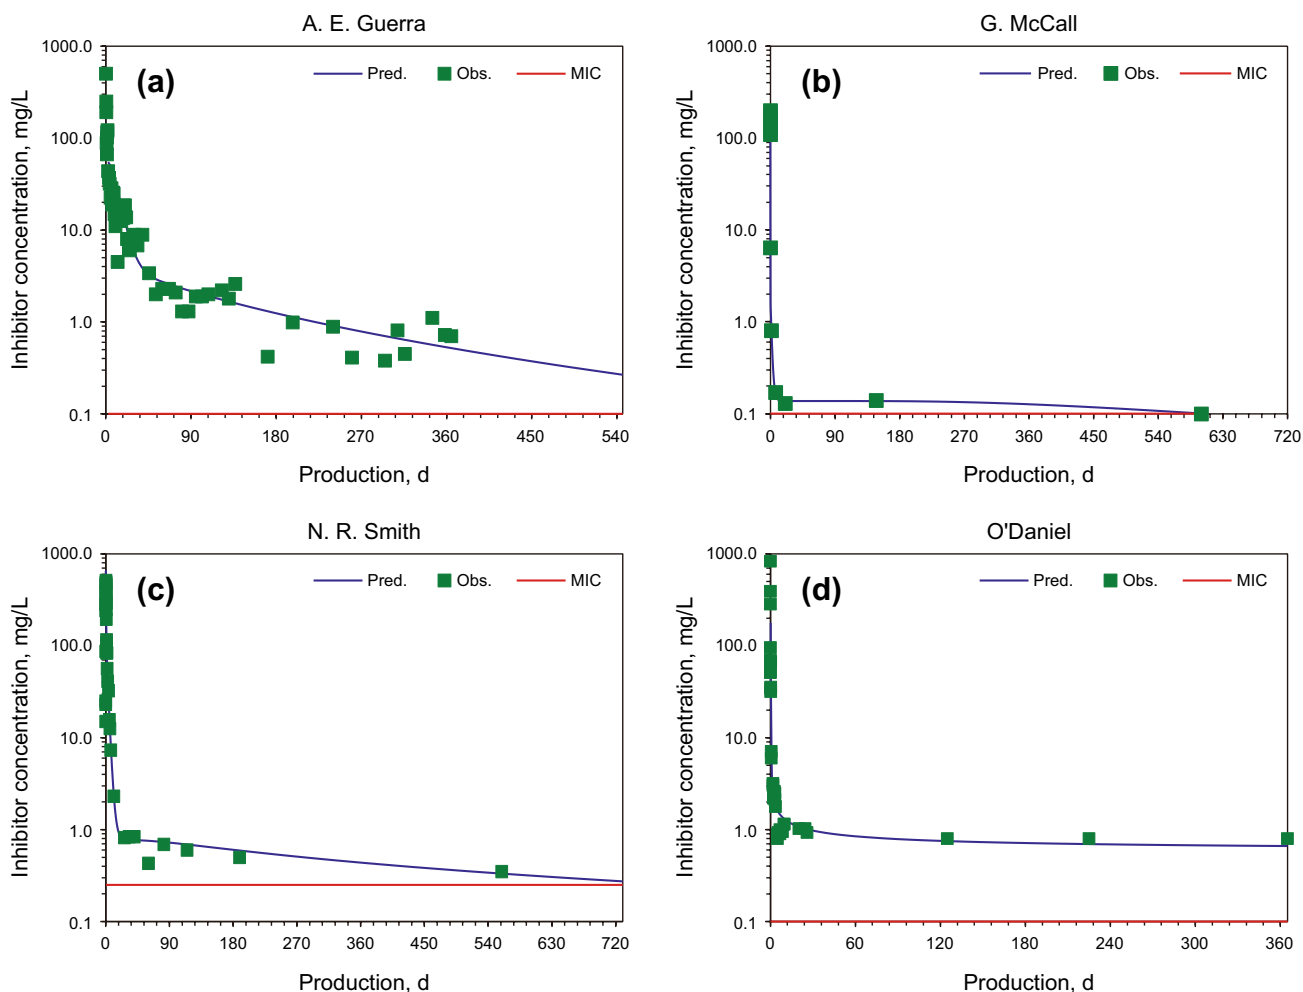 A. E. Guerra
(a)
Pred. Obs. MIC
Inhibitor concentration, mg/L
1000.0
100.0
10.0
1.0
0.1
0 90 180 270 360 450 540
Production, d
G. McCall
(b)
Pred. Obs. MIC
Inhibitor concentration, mg/L
1000.0
100.0
10.0
1.0
0.1
0 90 180 270 360 450 540 630 720
Production, d
N. R. Smith
(c)
Pred. Obs. MIC
Inhibitor concentration, mg/L
1000.0
100.0
10.0
1.0
0.1
0 90 180 270 360 450 540 630 720
Production, d
O'Daniel
(d)
Pred. Obs. MIC
Inhibitor concentration, mg/L
1000.0
100.0
10.0
1.0
0.1
0 60 120 180 240 300 360
Production, d